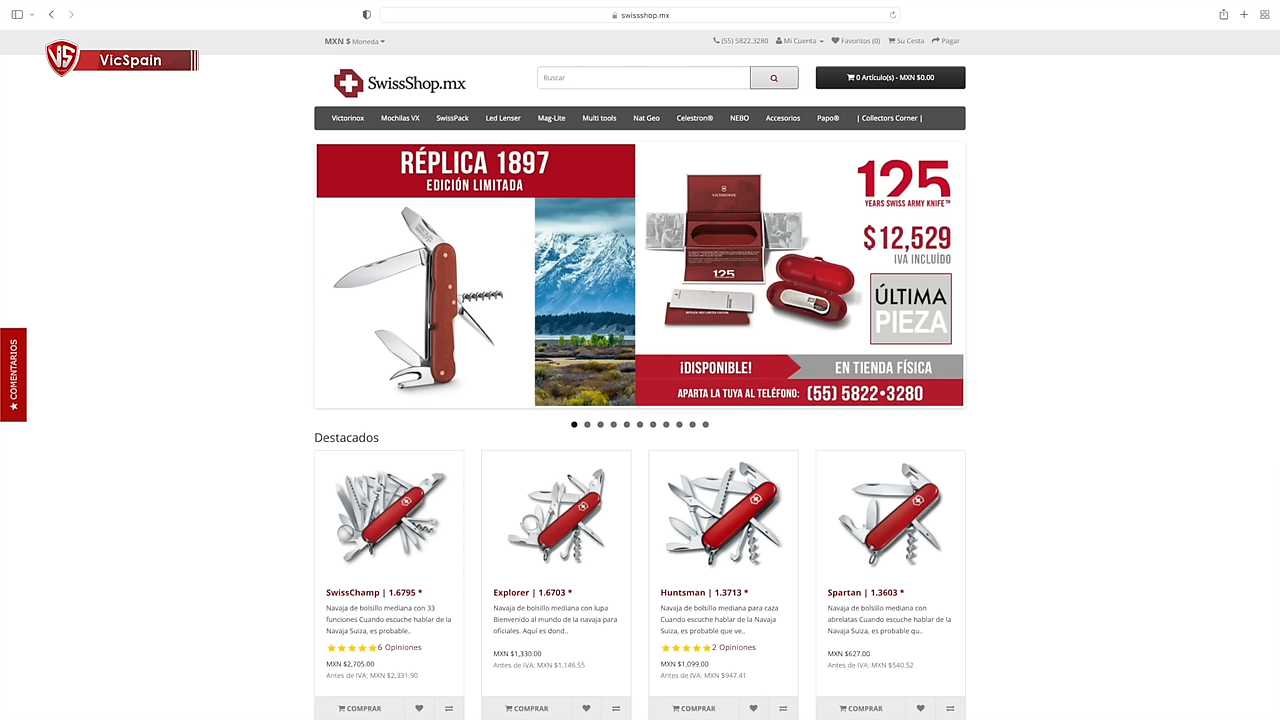 swissshop.mx
MXN $ Moneda
(55) 5822.3280 Mi Cuenta Favoritos (0) Su Cesta Pagar
VS VicSpain
SwissShop.mx
Buscar
0 Artículo(s) - MXN $0.00
Victorinox Mochilas VX SwissPack Led Lenser Mag-Lite Multi tools Nat Geo Celestron® NEBO Accesorios Papo® | Collectors Corner |
RÉPLICA 1897
EDICIÓN LIMITADA
VICTORINOX
125
125
YEARS SWISS ARMY KNIFE™
$12,529
IVA INCLUÍDO
ÚLTIMA
PIEZA
¡DISPONIBLE! EN TIENDA FÍSICA
APARTA LA TUYA AL TELÉFONO: (55) 5822•3280
★ COMENTARIOS
Destacados
SwissChamp | 1.6795 *
Navaja de bolsillo mediana con 33
funciones Cuando escuche hablar de la
Navaja Suiza, es probable..
6 Opiniones
MXN $2,705.00
Antes de IVA: MXN $2,331.90
COMPRAR
Explorer | 1.6703 *
Navaja de bolsillo mediana con lupa
Bienvenido al mundo de la navaja para
oficiales. Aquí es dond..
MXN $1,330.00
Antes de IVA: MXN $1,146.55
COMPRAR
Huntsman | 1.3713 *
Navaja de bolsillo mediana para caza
Cuando escuche hablar de la Navaja
Suiza, es probable que ve..
2 Opiniones
MXN $1,099.00
Antes de IVA: MXN $947.41
COMPRAR
Spartan | 1.3603 *
Navaja de bolsillo mediana con
abrelatas Cuando escuche hablar de la
Navaja Suiza, es probable qu..
MXN $627.00
Antes de IVA: MXN $540.52
COMPRAR